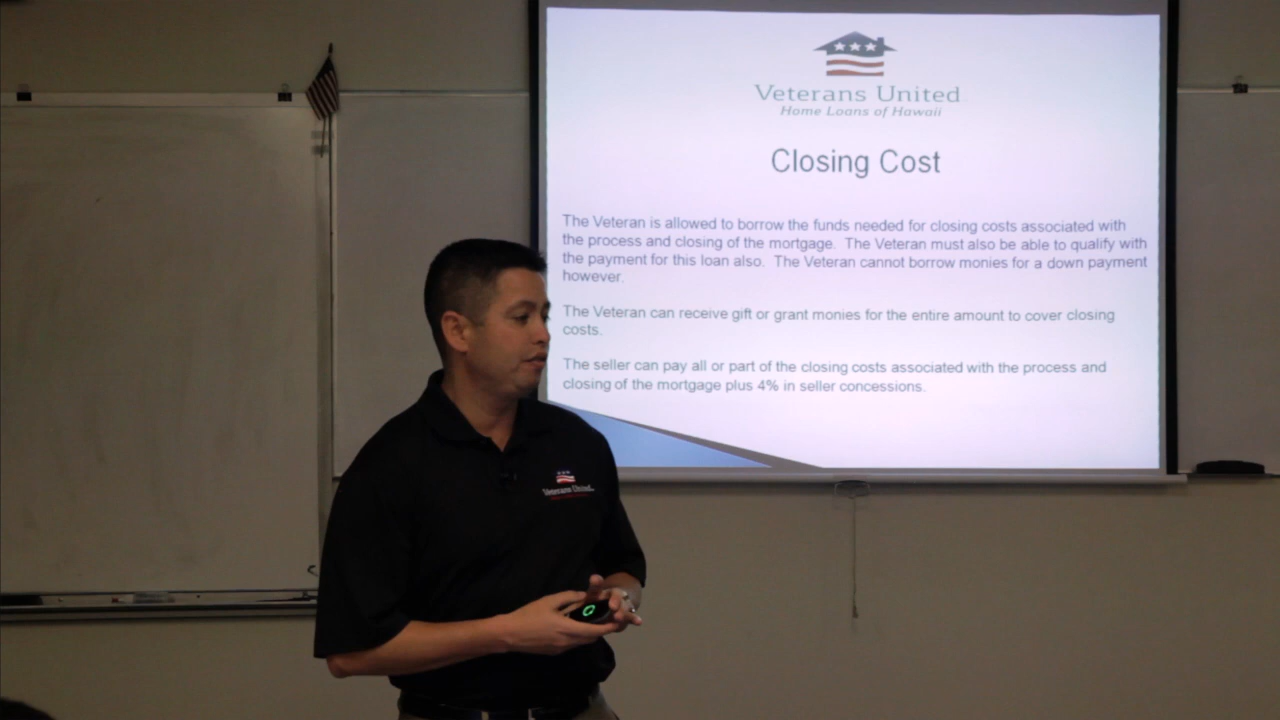 Veterans United
Home Loans of Hawaii
Closing Cost
The Veteran is allowed to borrow the funds needed for closing costs associated with
the process and closing of the mortgage. The Veteran must also be able to qualify with
the payment for this loan also. The Veteran cannot borrow monies for a down payment
however.
The Veteran can receive gift or grant monies for the entire amount to cover closing
costs.
The seller can pay all or part of the closing costs associated with the process and
closing of the mortgage plus 4% in seller concessions.
Veterans United